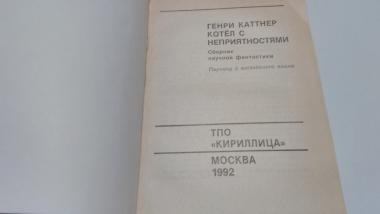 ГЕНРИ КАТТНЕР
КОТЁЛ С
НЕПРИЯТНОСТЯМИ
Сборник
научной фантастики
Перевод с английского языка
ТПО
«КИРИЛЛИЦА»
МОСКВА
1992